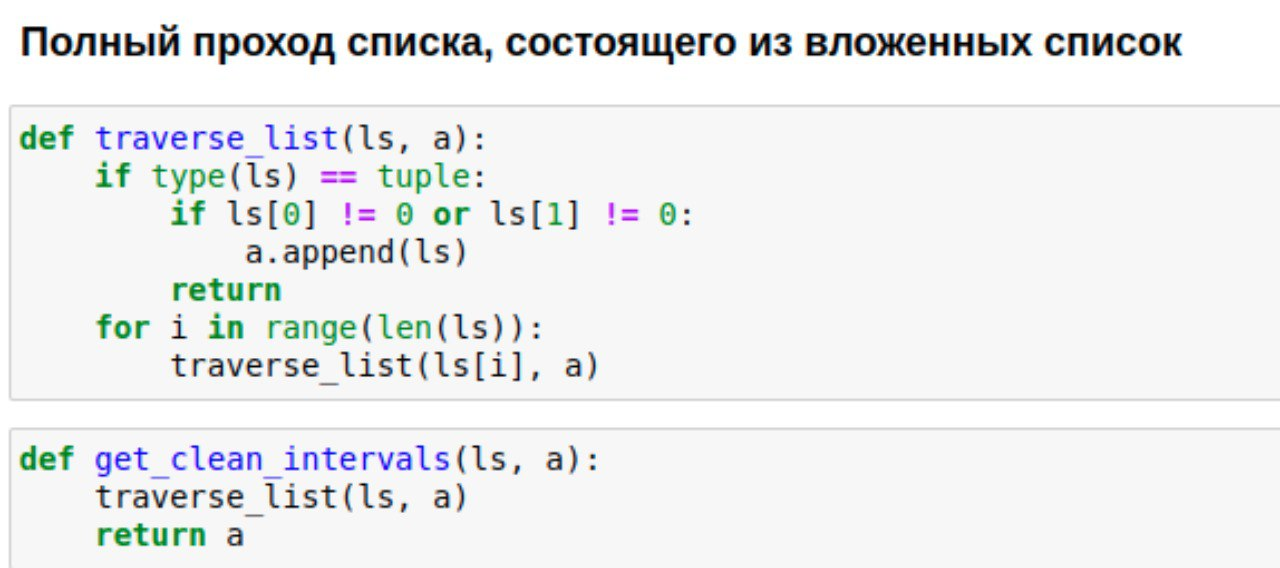 Полный проход списка, состоящего из вложенных список
def traverse_list(ls, a):
    if type(ls) == tuple:
        if ls[0] != 0 or ls[1] != 0:
            a.append(ls)
        return
    for i in range(len(ls)):
        traverse_list(ls[i], a)
def get_clean_intervals(ls, a):
    traverse_list(ls, a)
    return a